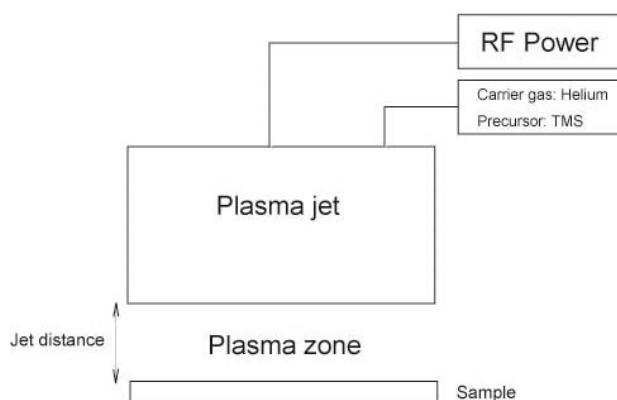 RF Power
Carrier gas: Helium
Precursor: TMS
Plasma jet
Jet distance
Plasma zone
Sample